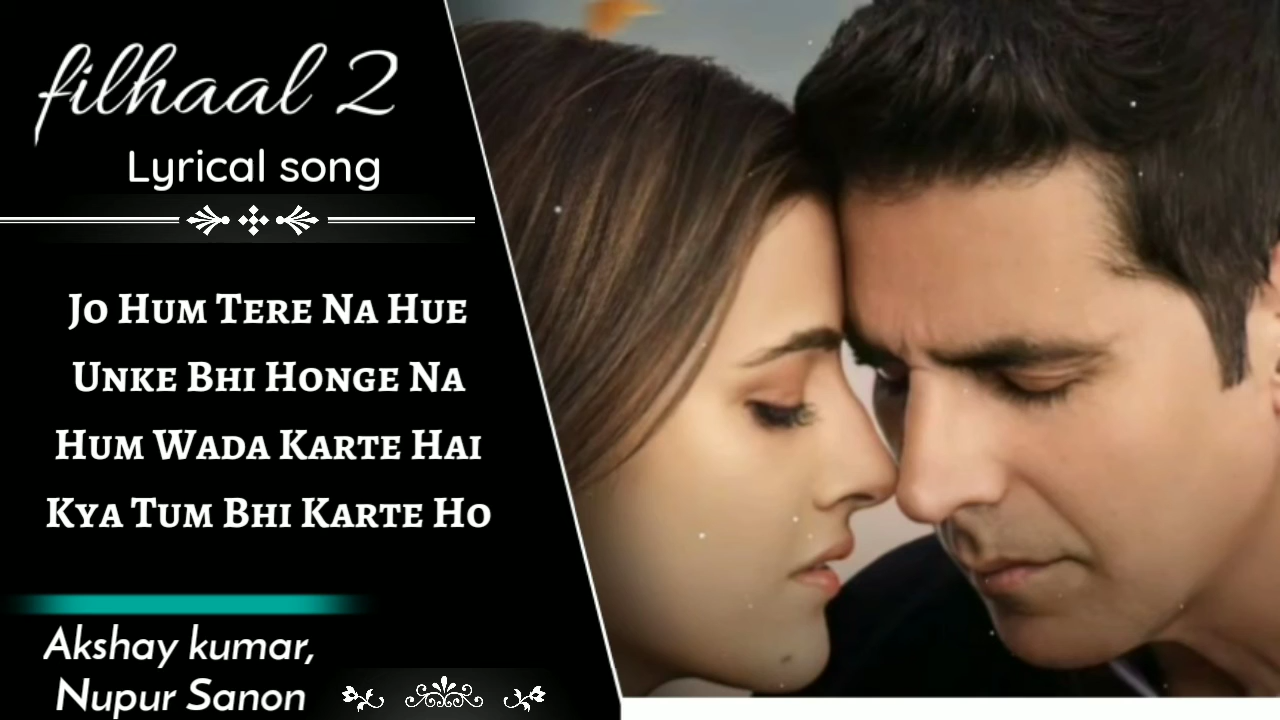 filhaal 2
Lyrical song
Jo Hum Tere Na Hue
Unke Bhi Honge Na
Hum Wada Karte Hai
Kya Tum Bhi Karte Ho
Akshay kumar,
Nupur Sanon